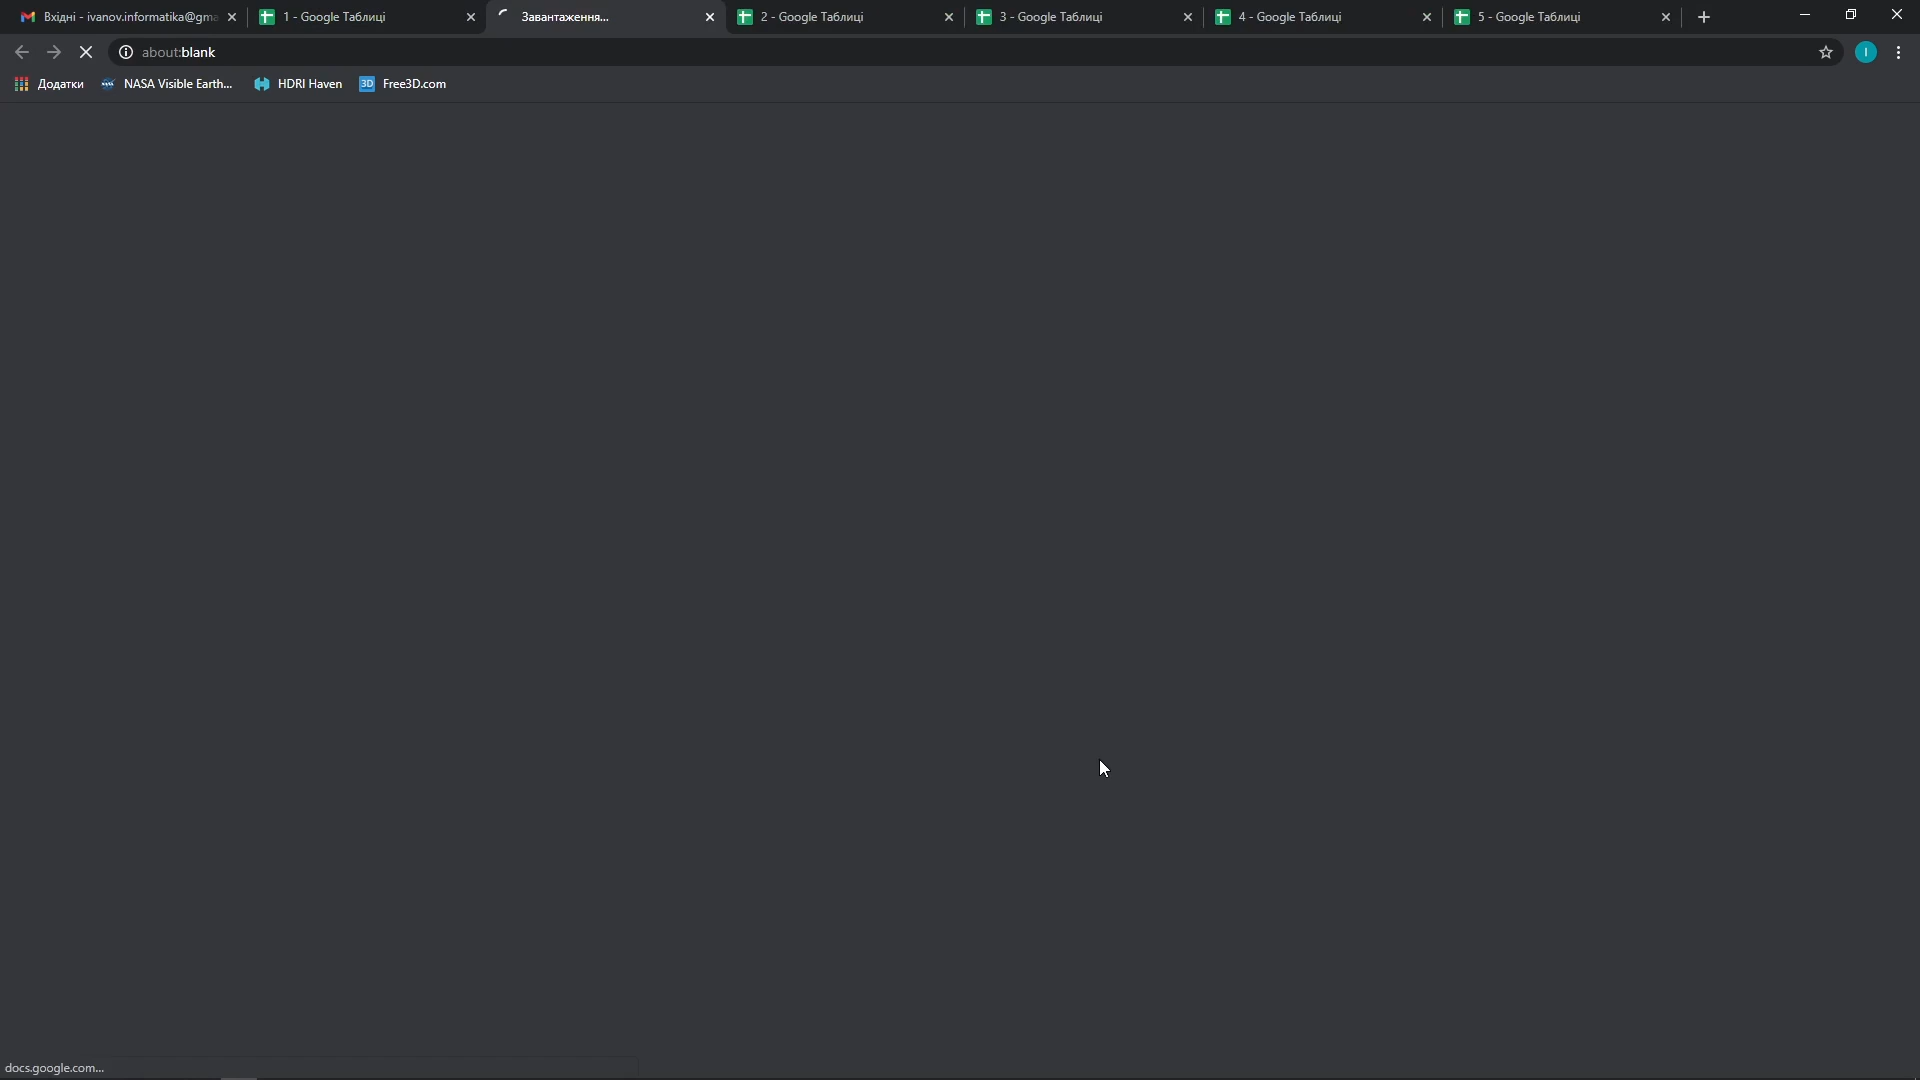 Вхідні - ivanov.informatika@gma
1 - Google Таблиці
Завантаження...
2 - Google Таблиці
3 - Google Таблиці
4 - Google Таблиці
5 - Google Таблиці
about:blank
I
Додатки
NASA Visible Earth...
HDRI Haven
3D
Free3D.com
docs.google.com...